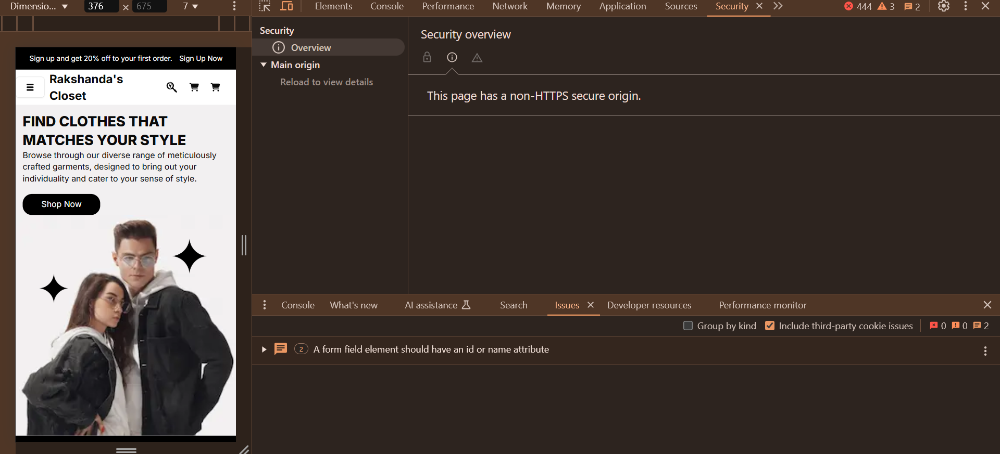 Dimensio...
376 × 675
7
Elements
Console
Performance
Network
Memory
Application
Sources
Security
444
3
2
Sign up and get 20% off to your first order. Sign Up Now
Rakshanda's
Closet
FIND CLOTHES THAT
MATCHES YOUR STYLE
Browse through our diverse range of meticulously
crafted garments, designed to bring out your
individuality and cater to your sense of style.
Shop Now
Security
Overview
Main origin
Reload to view details
Security overview
This page has a non-HTTPS secure origin.
Console
What's new
AI assistance
Search
Issues
Developer resources
Performance monitor
Group by kind
Include third-party cookie issues
0
0
2
2 A form field element should have an id or name attribute